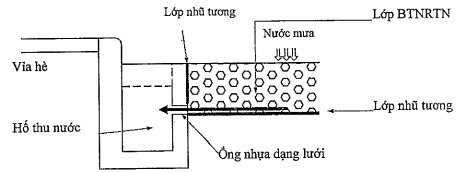 Lớp nhũ tương
Lớp BTNRTN
Nước mưa
Vỉa hè
Lớp nhũ tương
Hố thu nước
Ống nhựa dạng lưới